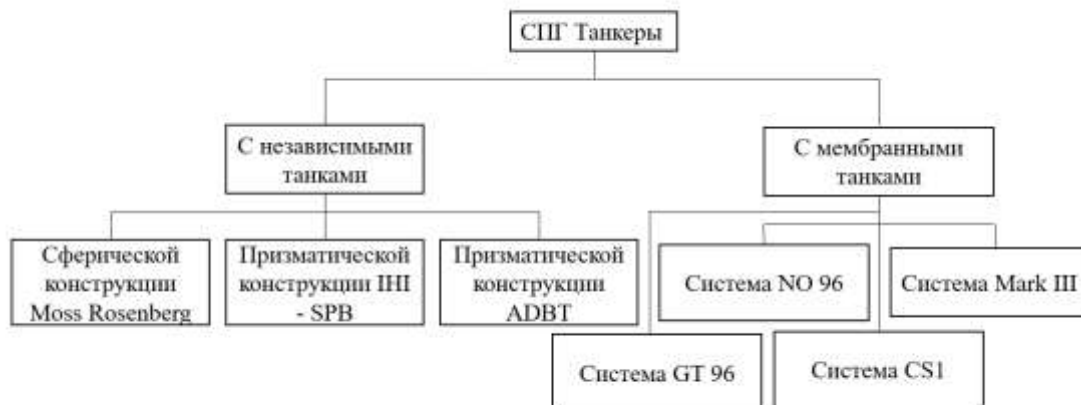 СПГ Танкеры
С независимыми
танками
С мембранными
танками
Сферической
конструкции
Moss Rosenberg
Призматической
конструкции IHI
- SPB
Призматической
конструкции
ADBT
Система NO 96
Система Mark III
Система GT 96
Система CS1